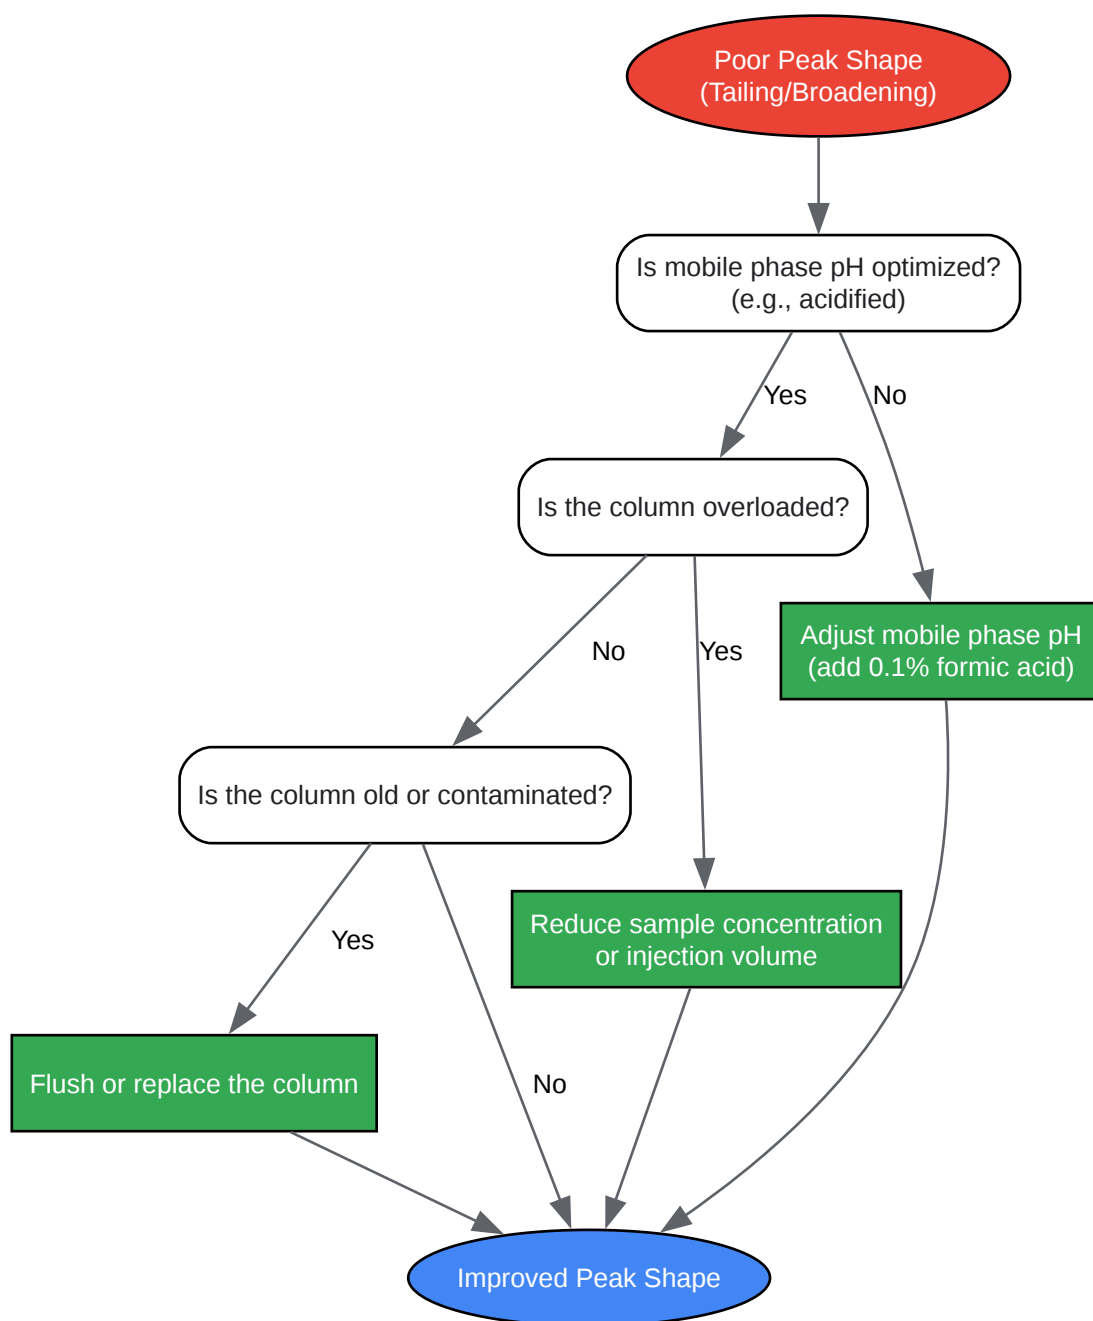 Poor Peak Shape
(Tailing/Broadening)
Is mobile phase pH optimized?
(e.g., acidified)
Yes
No
Is the column overloaded?
Adjust mobile phase pH
(add 0.1% formic acid)
No
Yes
Is the column old or contaminated?
Reduce sample concentration
or injection volume
Yes
Flush or replace the column
No
Improved Peak Shape